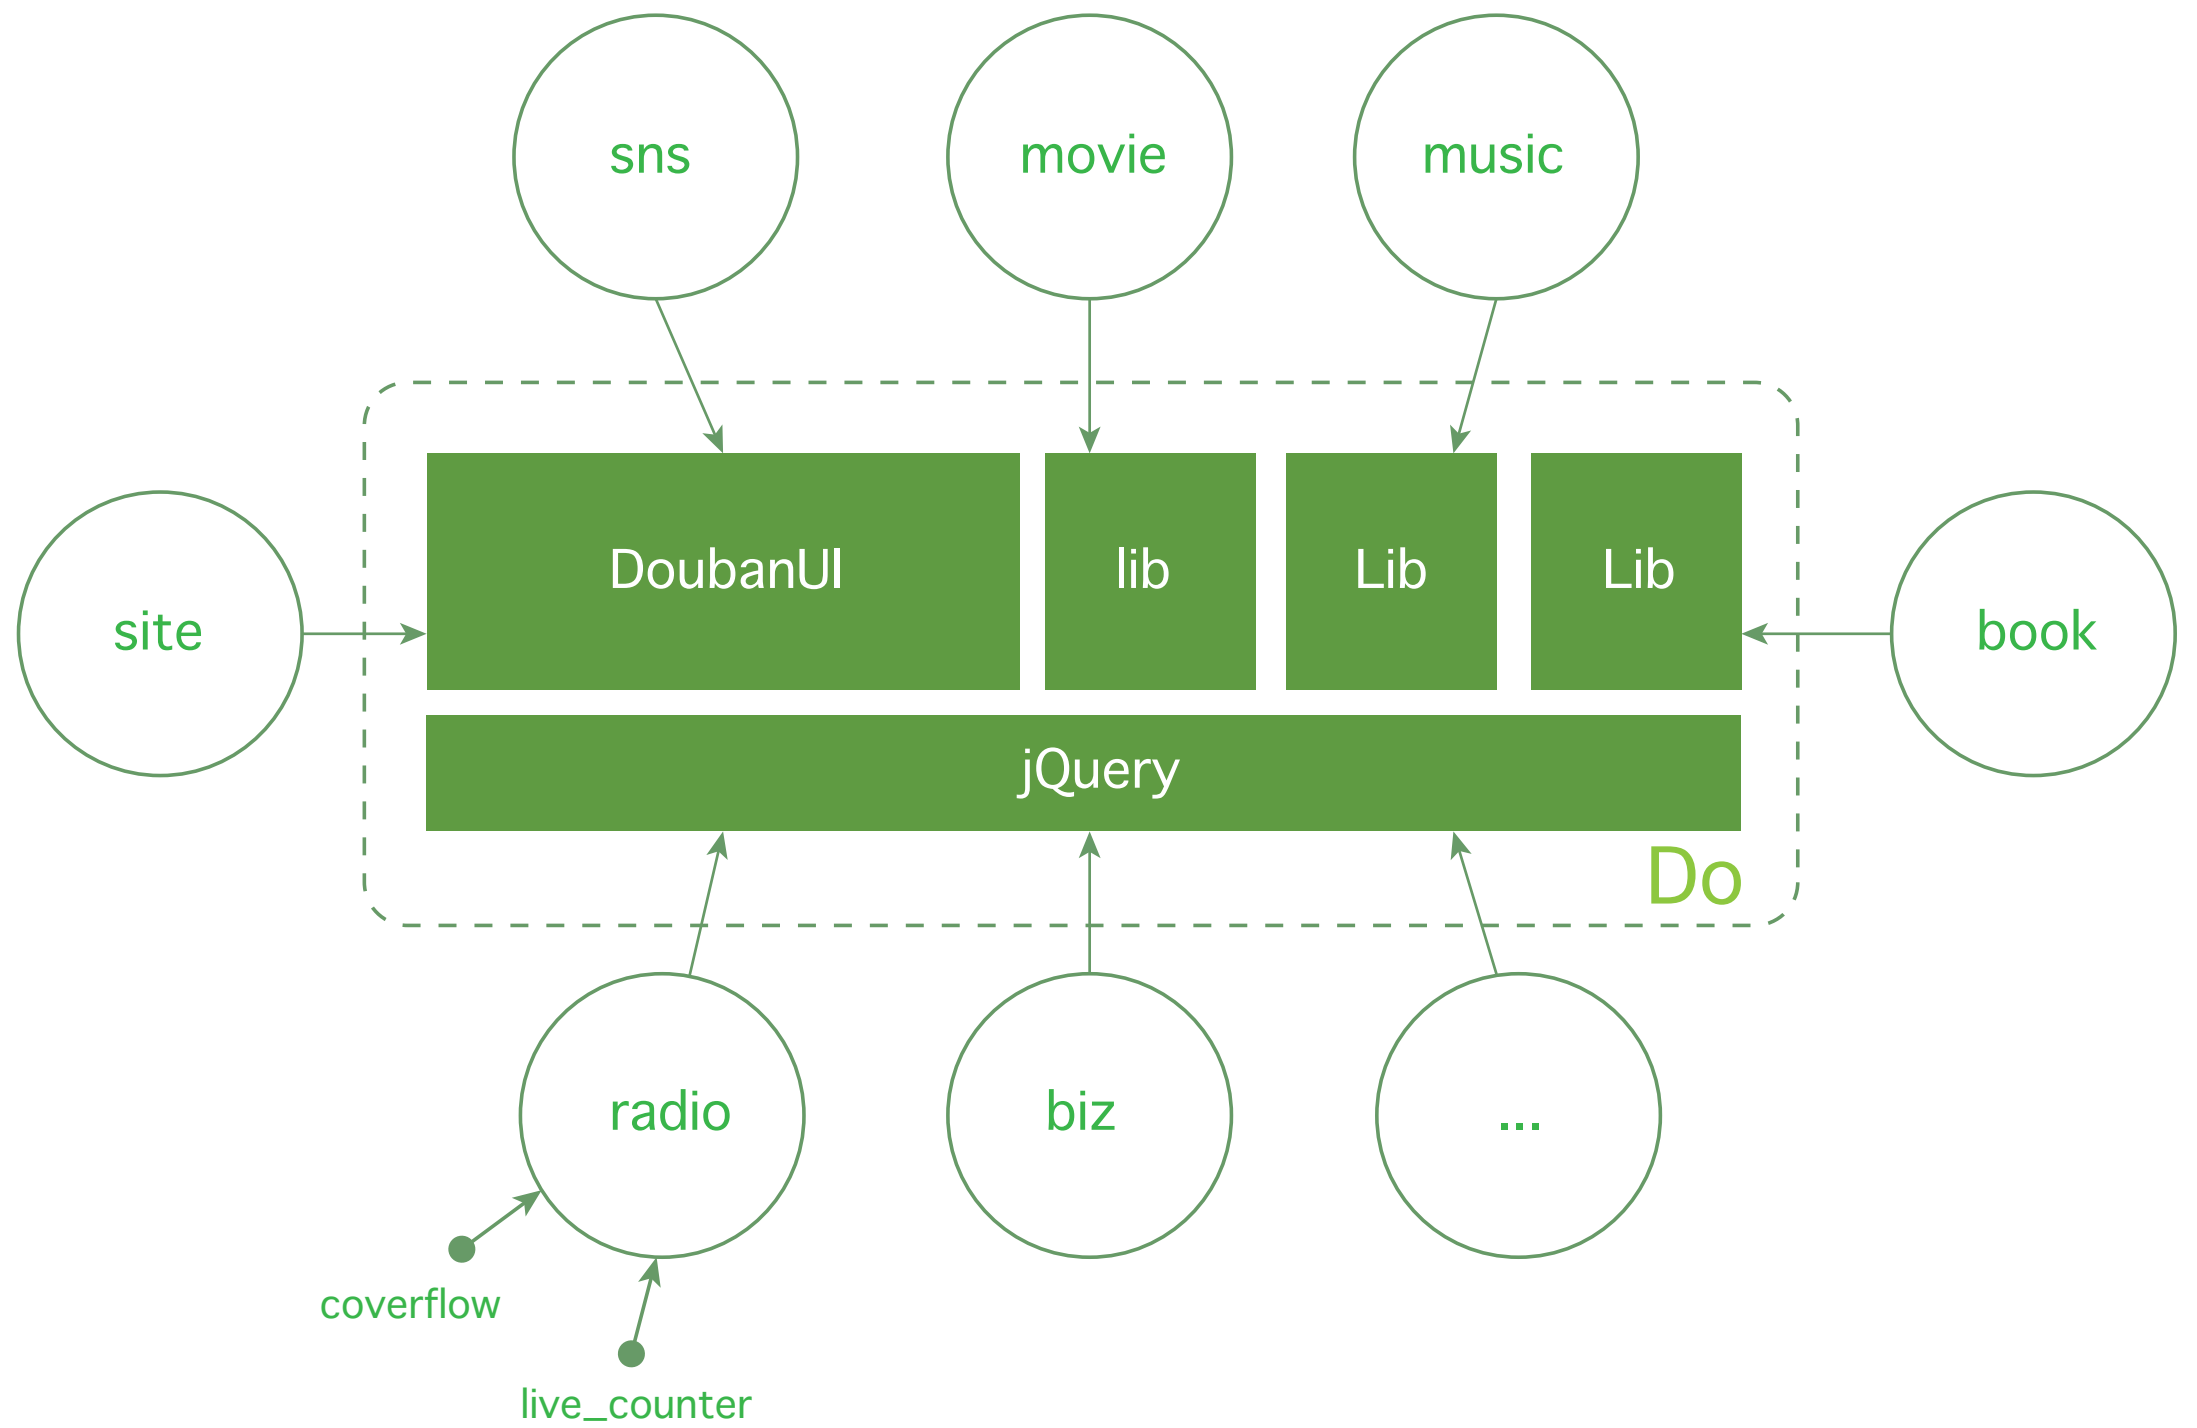 sns
movie
music
DoubanUI
lib
Lib
Lib
site
book
jQuery
Do
radio
biz
...
coverflow
live_counter